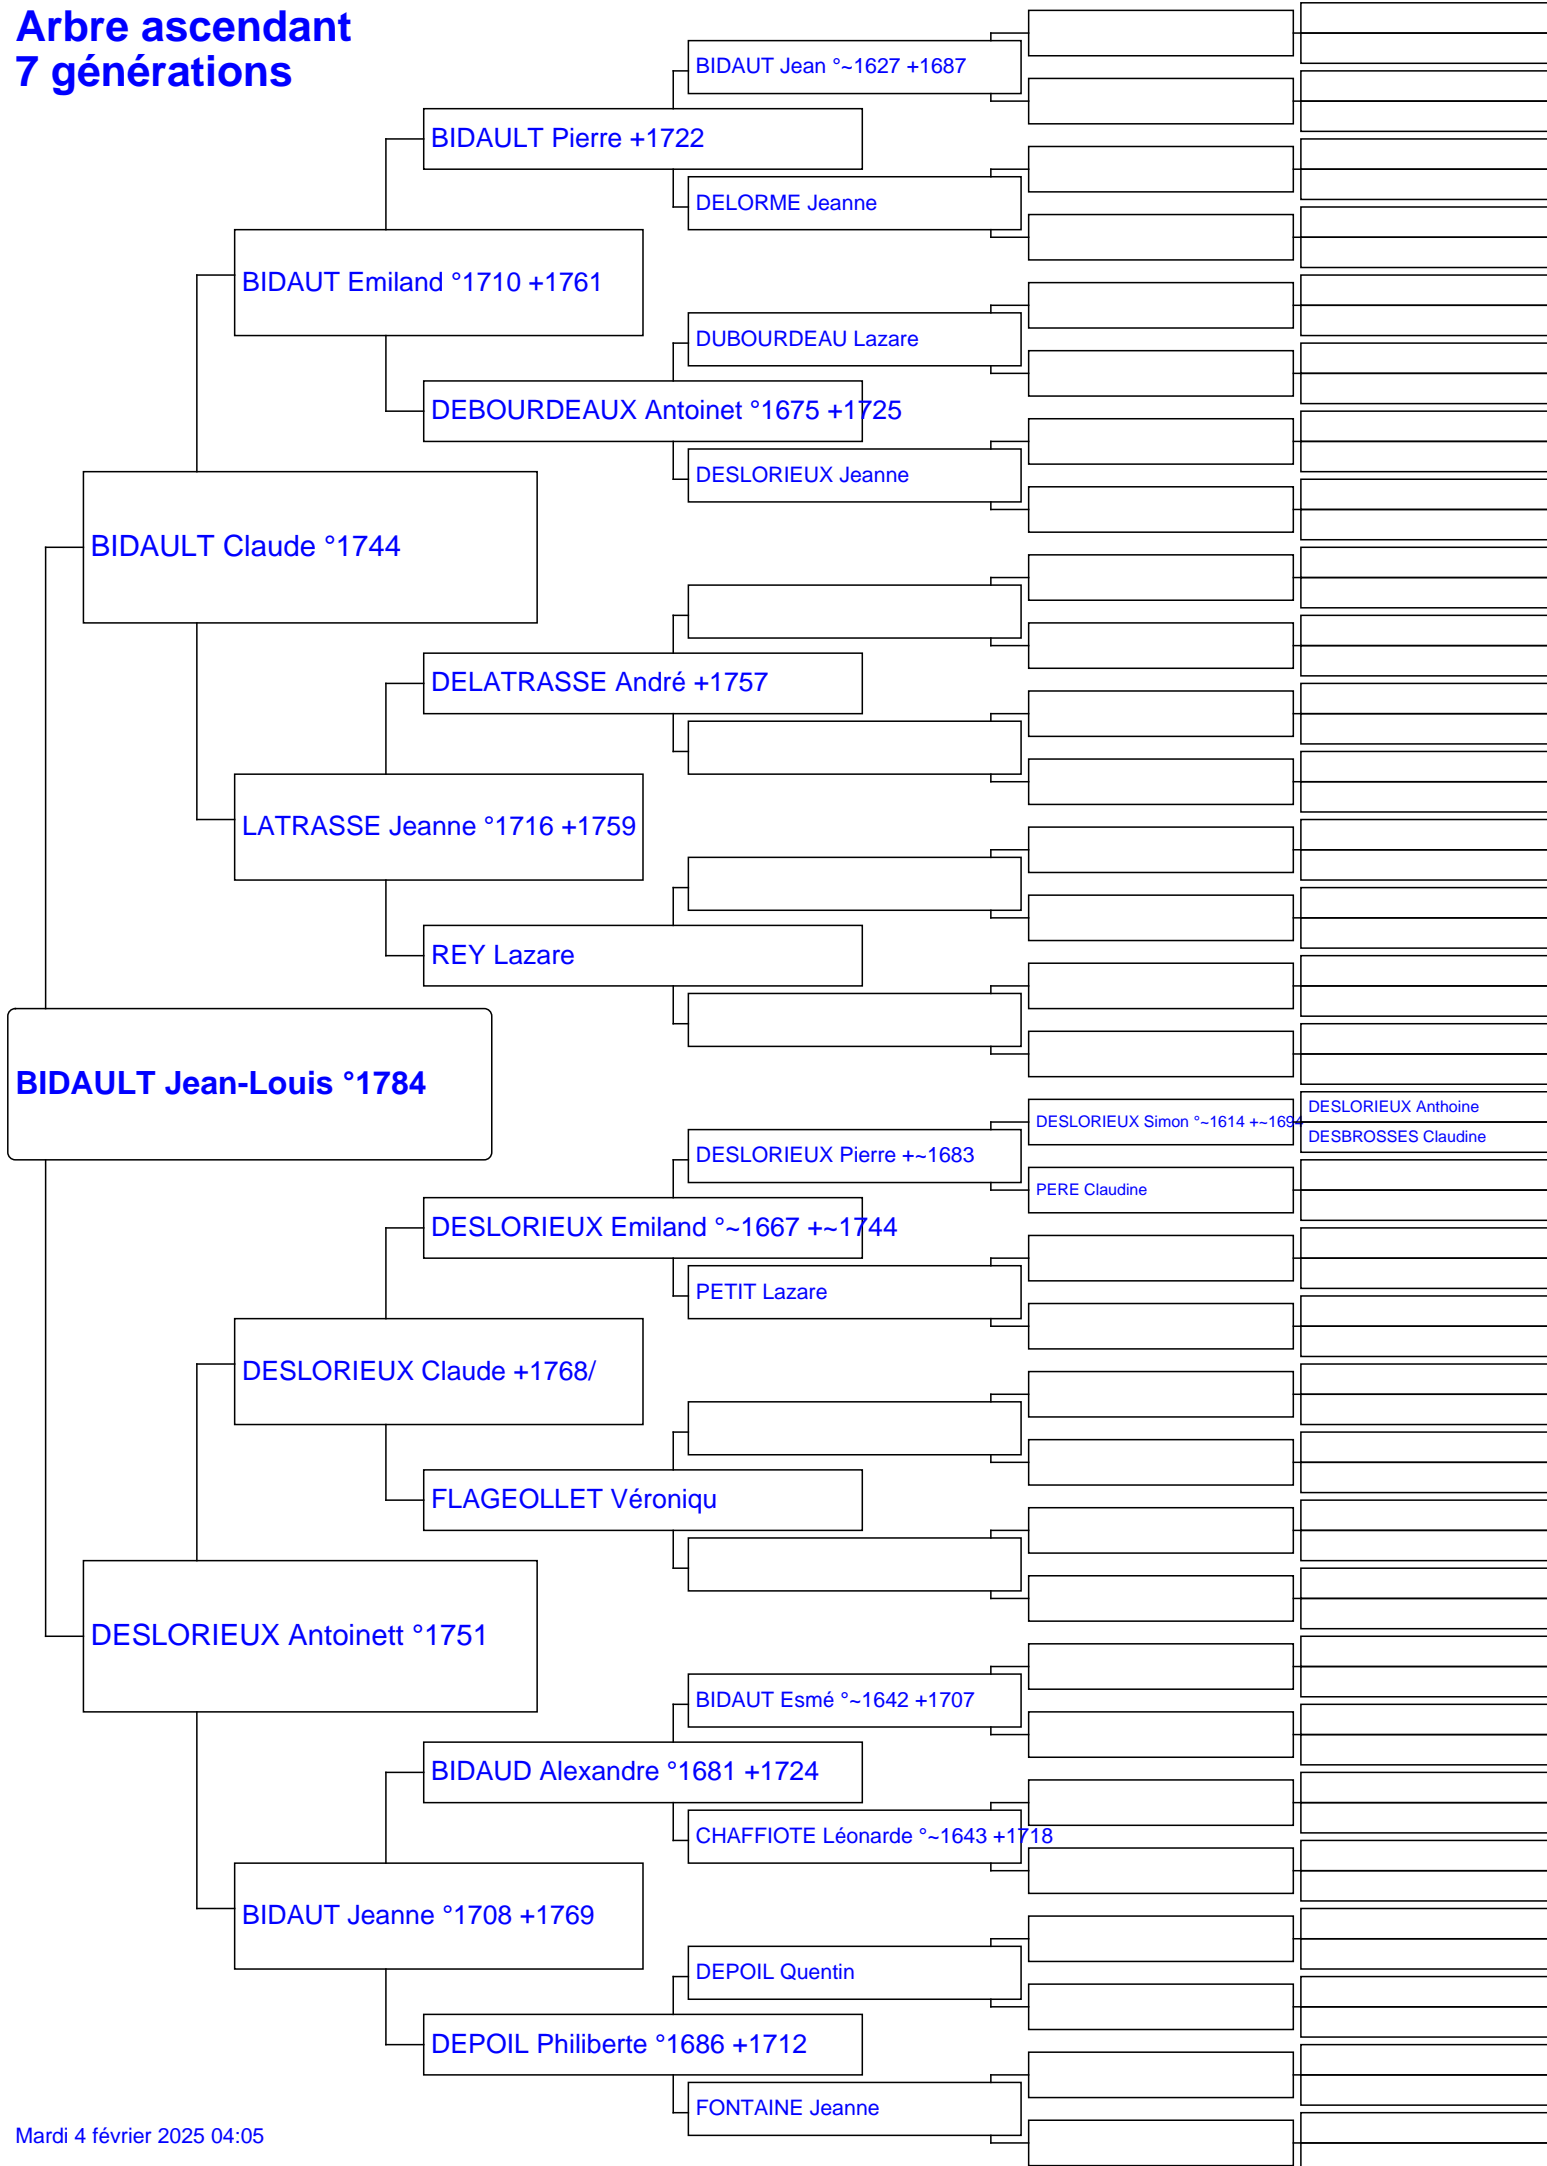 Arbre ascendant
7 générations
BIDAUT Jean °~1627 +1687
BIDAULT Pierre +1722
DELORME Jeanne
BIDAUT Emiland °1710 +1761
DUBOURDEAU Lazare
DEBOURDEAUX Antoinet °1675 +1725
DESLORIEUX Jeanne
BIDAULT Claude °1744
DELATRASSE André +1757
LATRASSE Jeanne °1716 +1759
REY Lazare
BIDAULT Jean-Louis °1784
DESLORIEUX Anthoine
DESLORIEUX Simon °~1614 +~1694
DESBROSSES Claudine
DESLORIEUX Pierre +~1683
PERE Claudine
DESLORIEUX Emiland °~1667 +~1744
PETIT Lazare
DESLORIEUX Claude +1768/
FLAGEOLLET Véroniqu
DESLORIEUX Antoinett °1751
BIDAUT Esmé °~1642 +1707
BIDAUD Alexandre °1681 +1724
CHAFFIOTE Léonarde °~1643 +1718
BIDAUT Jeanne °1708 +1769
DEPOIL Quentin
DEPOIL Philiberte °1686 +1712
FONTAINE Jeanne
Mardi 4 février 2025 04:05